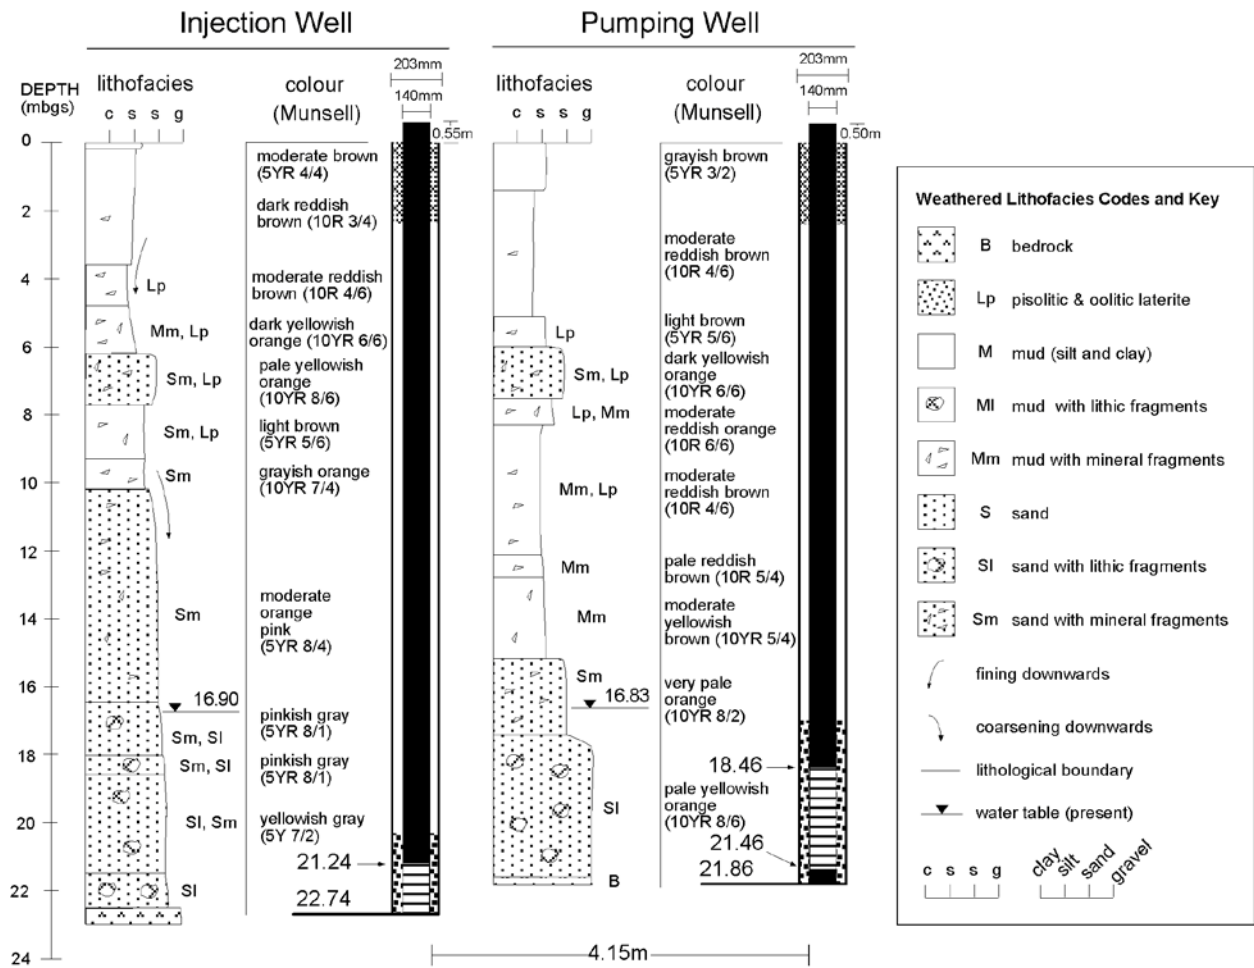 Injection Well
Pumping Well
DEPTH
(mbgs)
lithofacies
c s s g
colour
(Munsell)
203mm
140mm
0.55m
lithofacies
c s s g
colour
(Munsell)
203mm
140mm
0.50m
0
2
4
6
8
10
12
14
16
18
20
22
24
Lp
Mm, Lp
Sm, Lp
Sm, Lp
Sm
Sm
16.90
Sm, Sl
Sm, Sl
Sl, Sm
Sl
moderate brown
(5YR 4/4)
dark reddish
brown (10R 3/4)
moderate reddish
brown (10R 4/6)
dark yellowish
orange (10YR 6/6)
pale yellowish
orange
(10YR 8/6)
light brown
(5YR 5/6)
grayish orange
(10YR 7/4)
moderate
orange
pink
(5YR 8/4)
pinkish gray
(5YR 8/1)
pinkish gray
(5YR 8/1)
yellowish gray
(5Y 7/2)
21.24
22.74
Lp
Sm, Lp
Lp, Mm
Mm, Lp
Mm
Mm
Sm
16.83
Sl
B
grayish brown
(5YR 3/2)
moderate
reddish brown
(10R 4/6)
light brown
(5YR 5/6)
dark yellowish
orange
(10YR 6/6)
moderate
reddish orange
(10R 6/6)
moderate
reddish brown
(10R 4/6)
pale reddish
brown (10R 5/4)
moderate
yellowish
brown (10YR 5/4)
very pale
orange
(10YR 8/2)
18.46
pale yellowish
orange
(10YR 8/6)
21.46
21.86
4.15m
Weathered Lithofacies Codes and Key
B bedrock
Lp pisolitic & oolitic laterite
M mud (silt and clay)
Ml mud with lithic fragments
Mm mud with mineral fragments
S sand
Sl sand with lithic fragments
Sm sand with mineral fragments
fining downwards
coarsening downwards
lithological boundary
water table (present)
c s s g
clay silt sand gravel